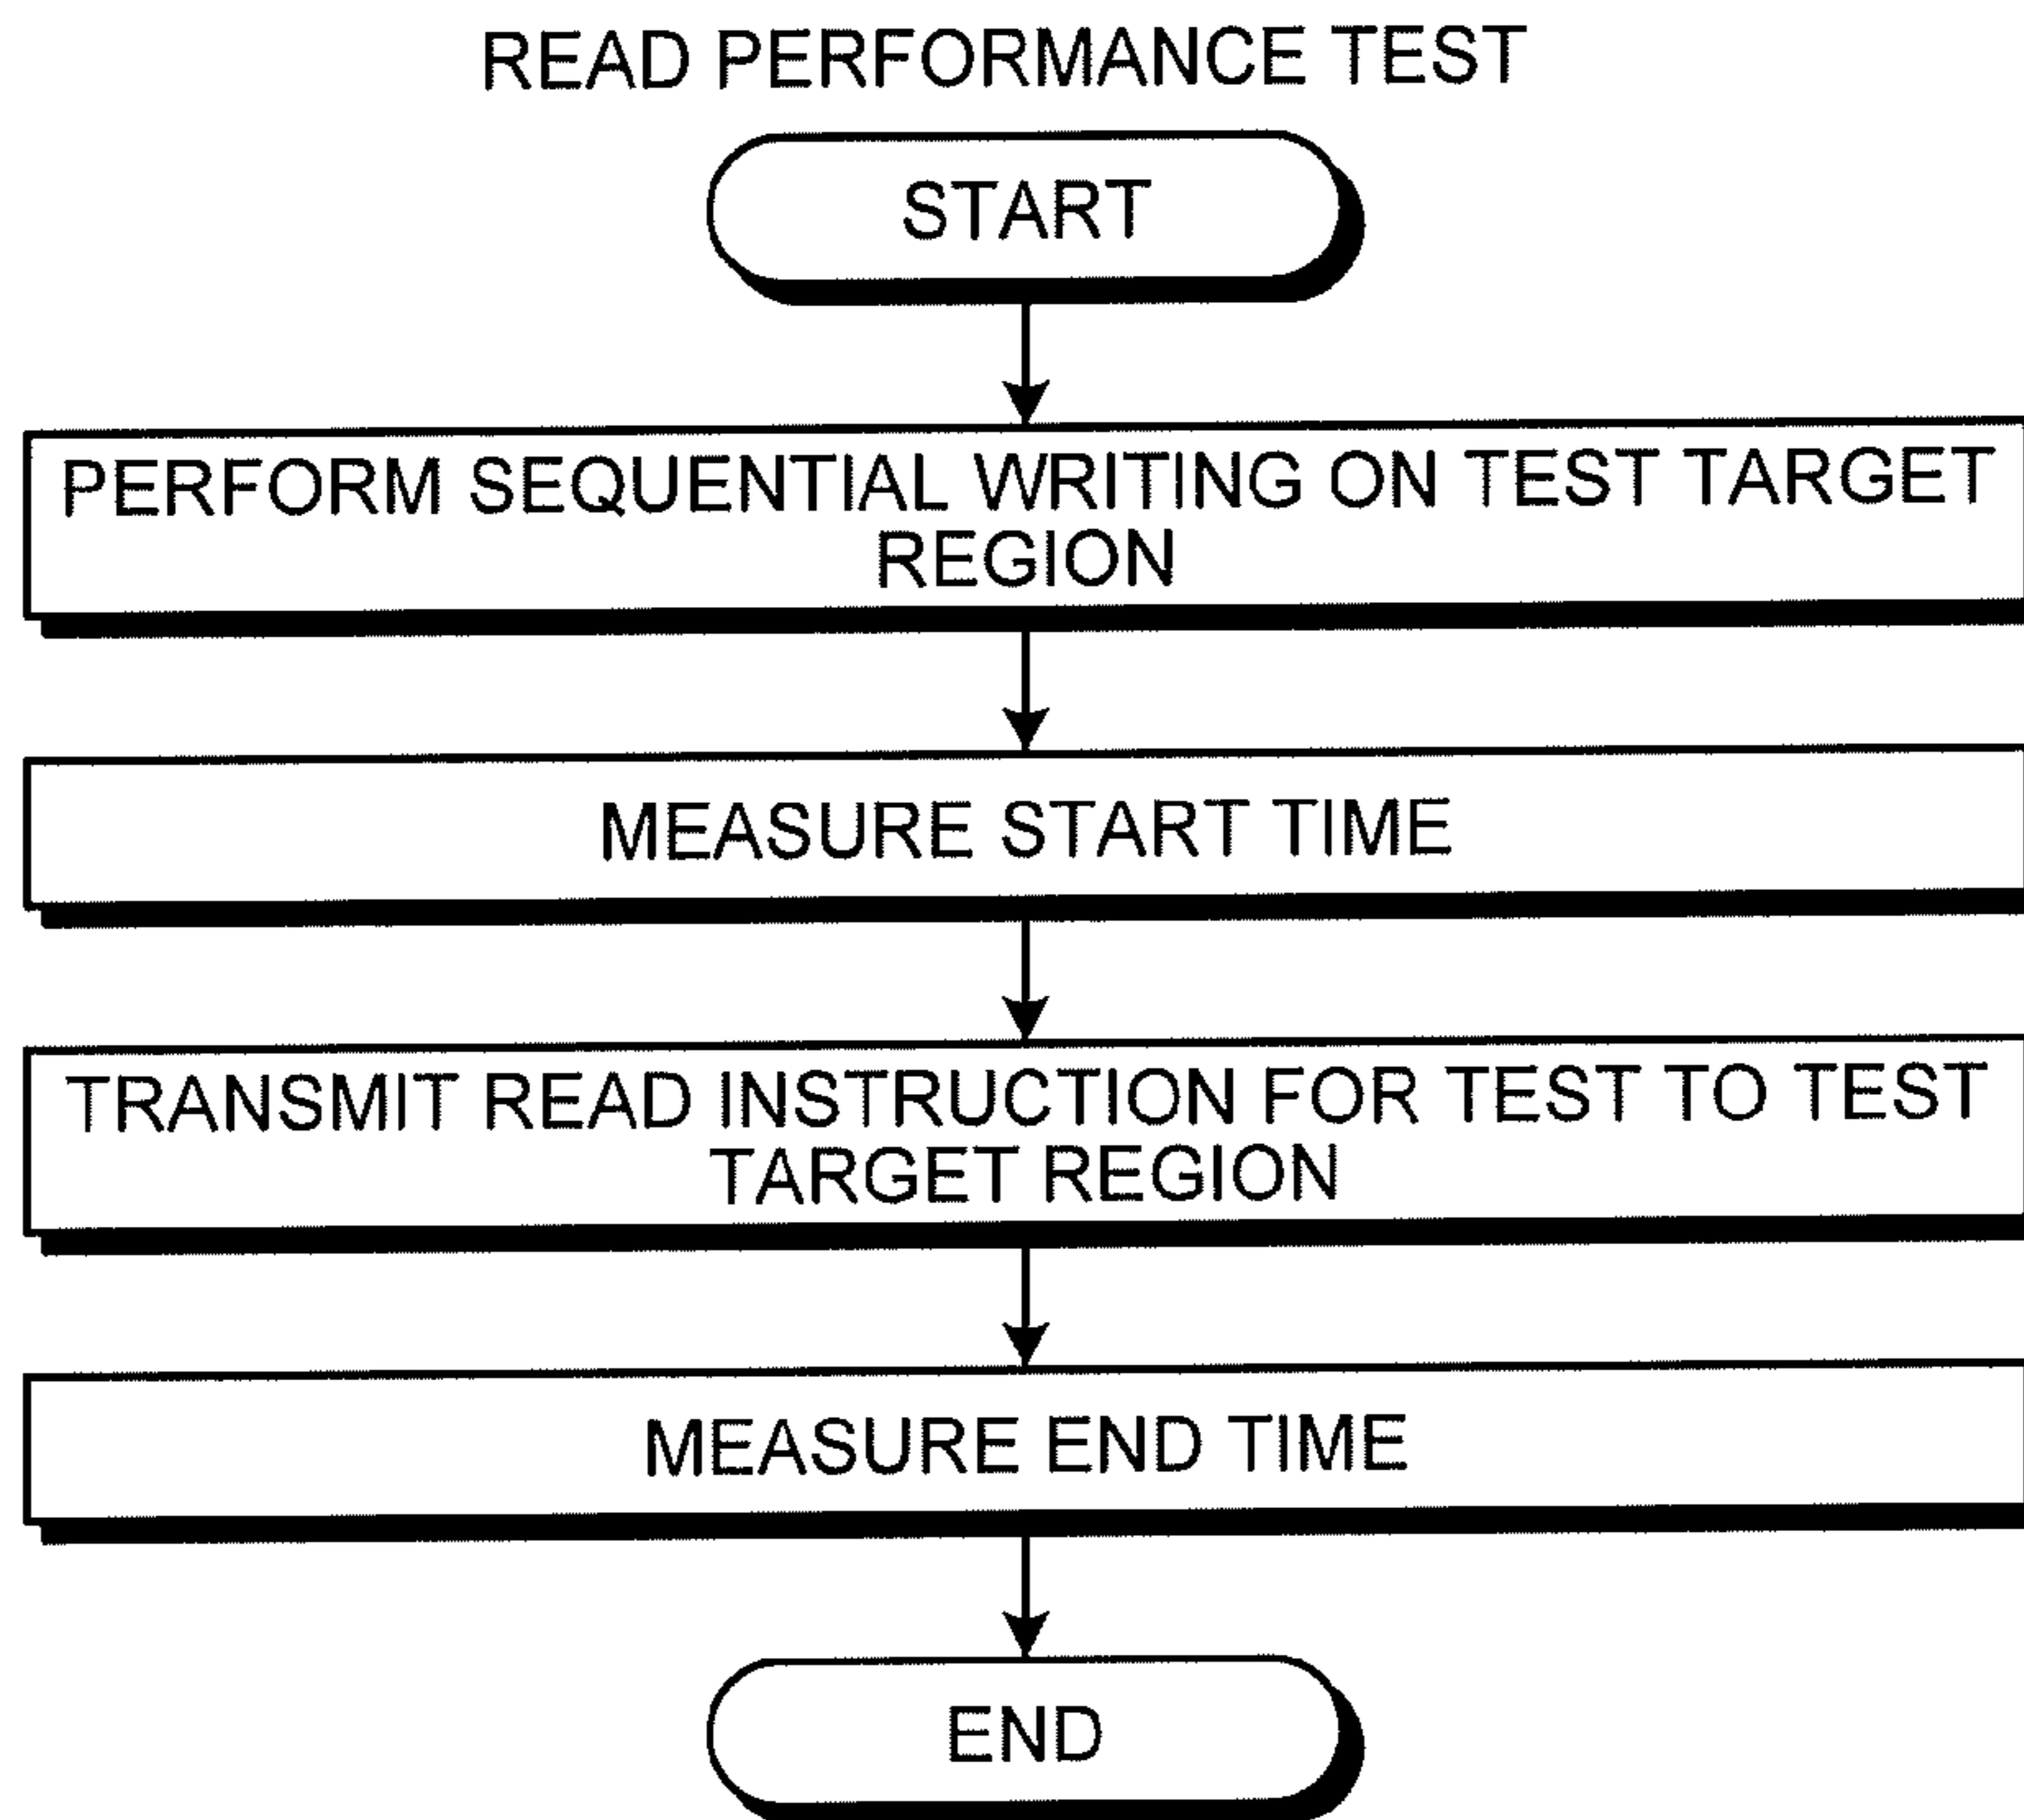 READ PERFORMANCE TEST
START
PERFORM SEQUENTIAL WRITING ON TEST TARGET
REGION
MEASURE START TIME
TRANSMIT READ INSTRUCTION FOR TEST TO TEST
TARGET REGION
MEASURE END TIME
END